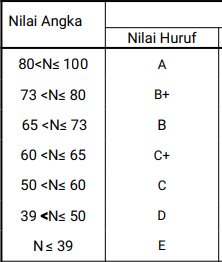 Nilai Angka
Nilai Huruf
80<N≤ 100 A
73 <N≤ 80 B+
65 <N≤ 73 B
60 <N≤ 65 C+
50 <N≤ 60 C
39 <N≤ 50 D
N ≤ 39 E